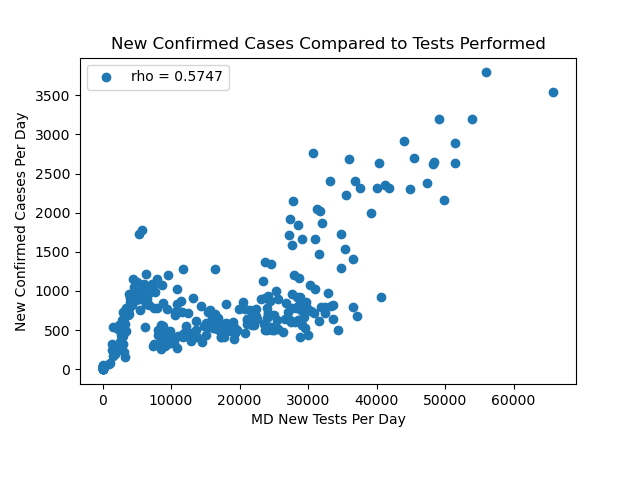 New Confirmed Cases Compared to Tests Performed
rho = 0.5747
3500
3000
2500
2000
1500
1000
500
0
New Confirmed Caeses Per Day
0 10000 20000 30000 40000 50000 60000
MD New Tests Per Day